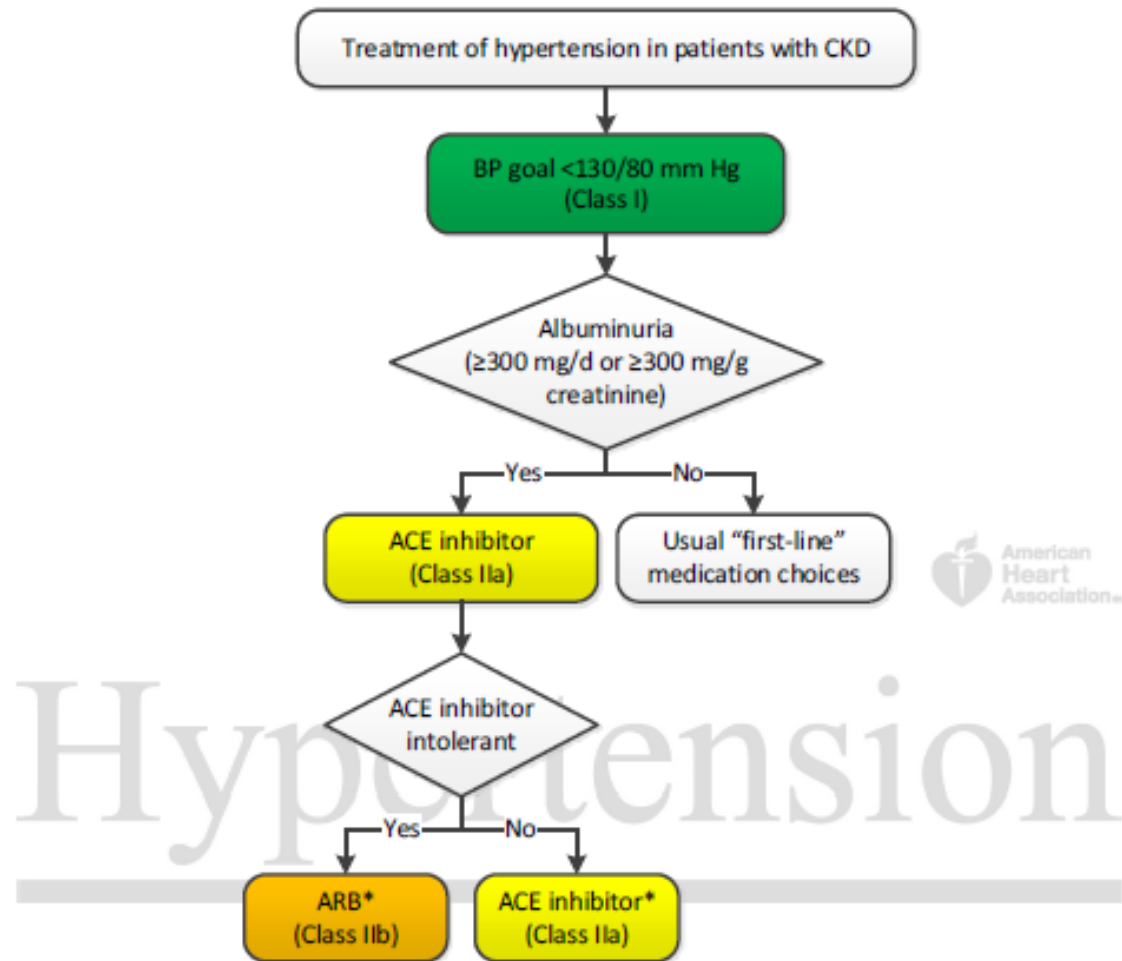 Treatment of hypertension in patients with CKD
BP goal <130/80 mm Hg
(Class I)
Albuminuria
(≥300 mg/d or ≥300 mg/g
creatinine)
Yes
No
ACE inhibitor
(Class IIa)
Usual “first-line”
medication choices
American
Heart
Association®
ACE inhibitor
intolerant
Hypertension
Yes
No
ARB*
(Class IIb)
ACE inhibitor*
(Class IIa)